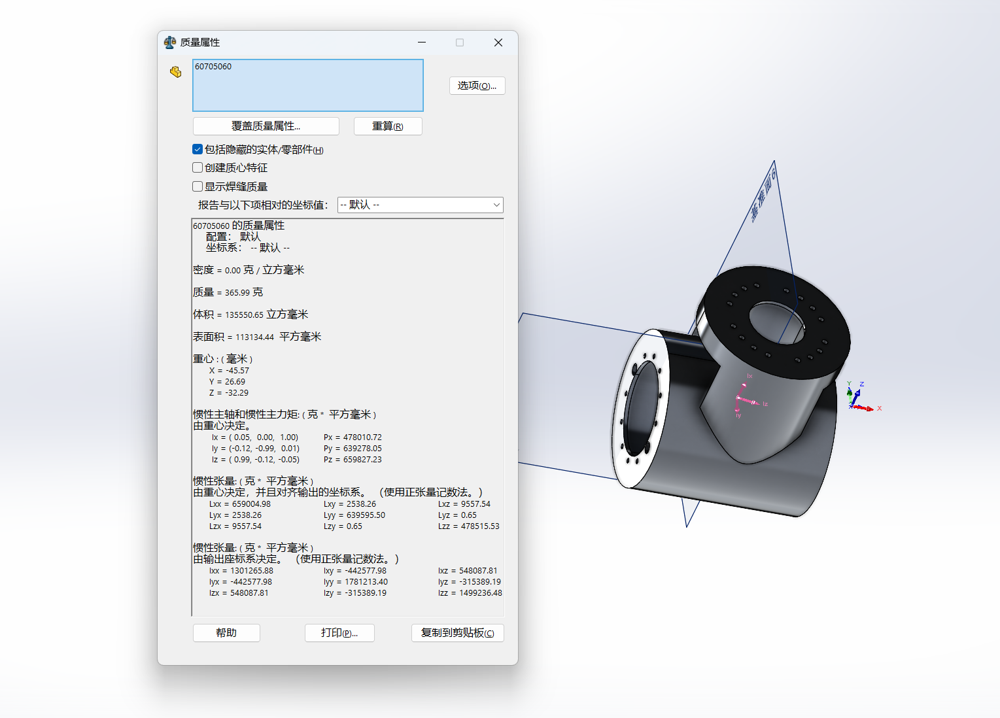 质量属性
60705060
选项(O)...
覆盖质量属性...
重算(R)
包括隐藏的实体/零部件(H)
创建质心特征
显示焊缝质量
报告与以下项相对的坐标值： -- 默认 --
60705060 的质量属性
配置： 默认
坐标系： -- 默认 --
密度 = 0.00 克 / 立方毫米
质量 = 365.99 克
体积 = 135550.65 立方毫米
表面积 = 113134.44 平方毫米
重心 : ( 毫米 )
X = -45.57
Y = 26.69
Z = -32.29
惯性主轴和惯性主力矩: ( 克 * 平方毫米 )
由重心决定。
Ix = ( 0.05, 0.00, 1.00) Px = 478010.72
Iy = (-0.12, -0.99, 0.01) Py = 639278.05
Iz = ( 0.99, -0.12, -0.05) Pz = 659827.23
惯性张量: ( 克 * 平方毫米 )
由重心决定，并且对齐输出的坐标系。 （使用正张量记数法。）
Lxx = 659004.98 Lxy = 2538.26 Lxz = 9557.54
Lyx = 2538.26 Lyy = 639595.50 Lyz = 0.65
Lzx = 9557.54 Lzy = 0.65 Lzz = 478515.53
惯性张量: ( 克 * 平方毫米 )
由输出座标系决定。 （使用正张量记数法。）
Ixx = 1301265.88 Ixy = -442577.98 Ixz = 548087.81
Iyx = -442577.98 Iyy = 1781213.40 Iyz = -315389.19
Izx = 548087.81 Izy = -315389.19 Izz = 1499236.48
帮助
打印(P)...
复制到剪贴板(C)
基准面6
Ix
Iz
Iy
Y
Z
X